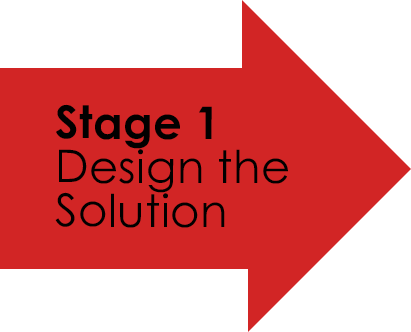 Stage 1
Design the
Solution